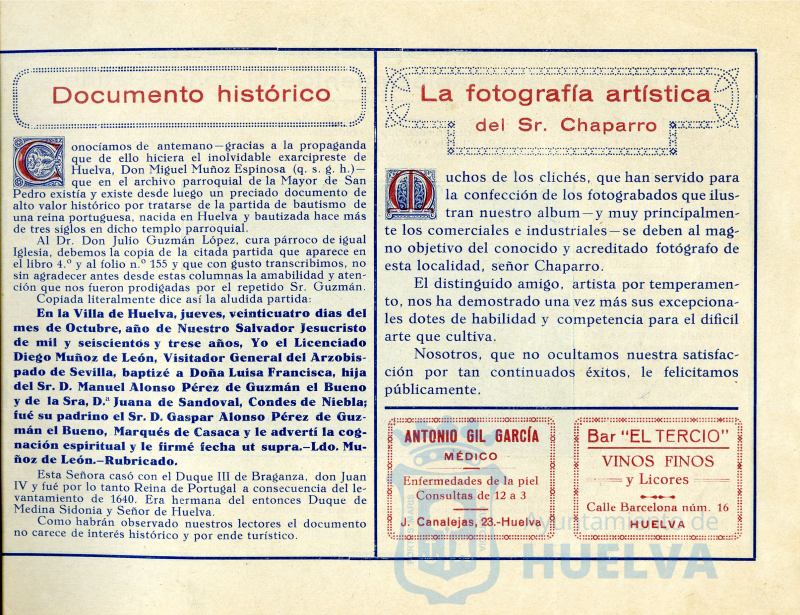 Documento histórico
Conocíamos de antemano—gracias a la propaganda
que de ello hiciera el inolvidable exarcipreste de
Huelva, Don Miguel Muñoz Espinosa (q. s. g. h.)—
que en el archivo parroquial de la Mayor de San
Pedro existía y existe desde luego un preciado documento de
alto valor histórico por tratarse de la partida de bautismo de
una reina portuguesa, nacida en Huelva y bautizada hace más
de tres siglos en dicho templo parroquial.
Al Dr. Don Julio Guzmán López, cura párroco de igual
Iglesia, debemos la copia de la citada partida que aparece en
el libro 4.º y al folio n.º 155 y que con gusto transcribimos, no
sin agradecer antes desde estas columnas la amabilidad y aten-
ción que nos fueron prodigadas por el repetido Sr. Guzmán.
Copiada literalmente dice así la aludida partida:
En la Villa de Huelva, jueves, veinticuatro dias del
mes de Octubre, año de Nuestro Salvador Jesucristo
de mil y seiscientos y trese años, Yo el Licenciado
Diego Muñoz de León, Visitador General del Arzobis-
pado de Sevilla, baptizé a Doña Luisa Francisca, hija
del Sr. D. Manuel Alonso Pérez de Guzmán el Bueno
y de la Sra, D.ª Juana de Sandoval, Condes de Niebla;
fué su padrino el Sr. D. Gaspar Alonso Pérez de Guz-
mán el Bueno, Marqués de Casaca y le advertí la cog-
nación espiritual y le firmé fecha ut supra.-Ldo. Mu-
ñoz de León.-Rubricado.
Esta Señora casó con el Duque III de Braganza, don Juan
IV y fué por lo tanto Reina de Portugal a consecuencia del le-
vantamiento de 1640. Era hermana del entonces Duque de
Medina Sidonia y Señor de Huelva.
Como habrán observado nuestros lectores el documento
no carece de interés histórico y por ende turístico.
La fotografía artística
del Sr. Chaparro
Muchos de los clichés, que han servido para
la confección de los fotograbados que ilus-
tran nuestro album—y muy principalmen-
te los comerciales e industriales—se deben al mag-
no objetivo del conocido y acreditado fotógrafo de
esta localidad, señor Chaparro.
El distinguido amigo, artista por temperamen-
to, nos ha demostrado una vez más sus excepciona-
les dotes de habilidad y competencia para el dificil
arte que cultiva.
Nosotros, que no ocultamos nuestra satisfac-
ción por tan continuados éxitos, le felicitamos
públicamente.
ANTONIO GIL GARCÍA
MÉDICO
Enfermedades de la piel
Consultas de 12 a 3
J. Canalejas, 23.-Huelva
Bar "EL TERCIO"
VINOS FINOS
y Licores
Calle Barcelona núm. 16
HUELVA
Ayuntamiento de
HUELVA